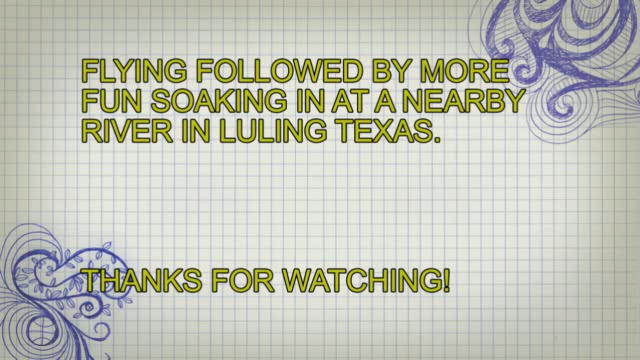 FLYING FOLLOWED BY MORE
FUN SOAKING IN AT A NEARBY
RIVER IN LULING TEXAS.
THANKS FOR WATCHING!